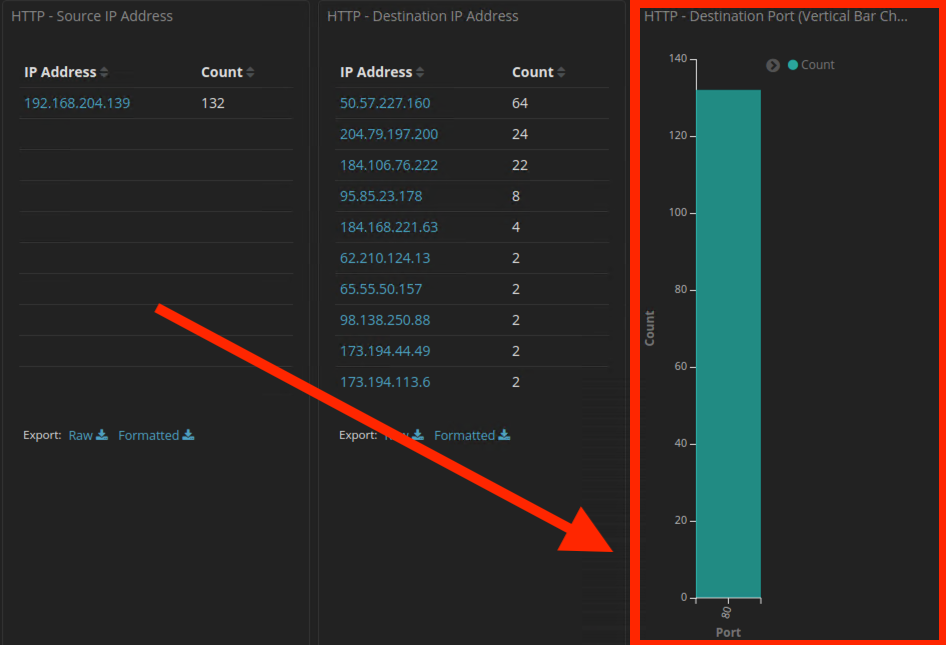 HTTP - Source IP Address
IP Address Count
192.168.204.139 132
Export: Raw Formatted
HTTP - Destination IP Address
IP Address Count
50.57.227.160 64
204.79.197.200 24
184.106.76.222 22
95.85.23.178 8
184.168.221.63 4
62.210.124.13 2
65.55.50.157 2
98.138.250.88 2
173.194.44.49 2
173.194.113.6 2
Export: Formatted
HTTP - Destination Port (Vertical Bar Ch...
Count
140
120
100
80
60
40
20
0
Count
80
Port